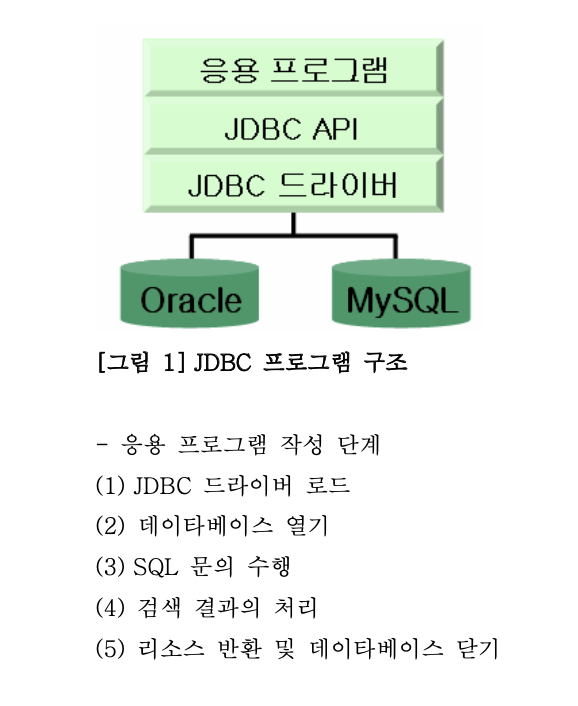 응용 프로그램
JDBC API
JDBC 드라이버
Oracle MySQL
[그림 1] JDBC 프로그램 구조
- 응용 프로그램 작성 단계
(1) JDBC 드라이버 로드
(2) 데이타베이스 열기
(3) SQL 문의 수행
(4) 검색 결과의 처리
(5) 리소스 반환 및 데이타베이스 닫기